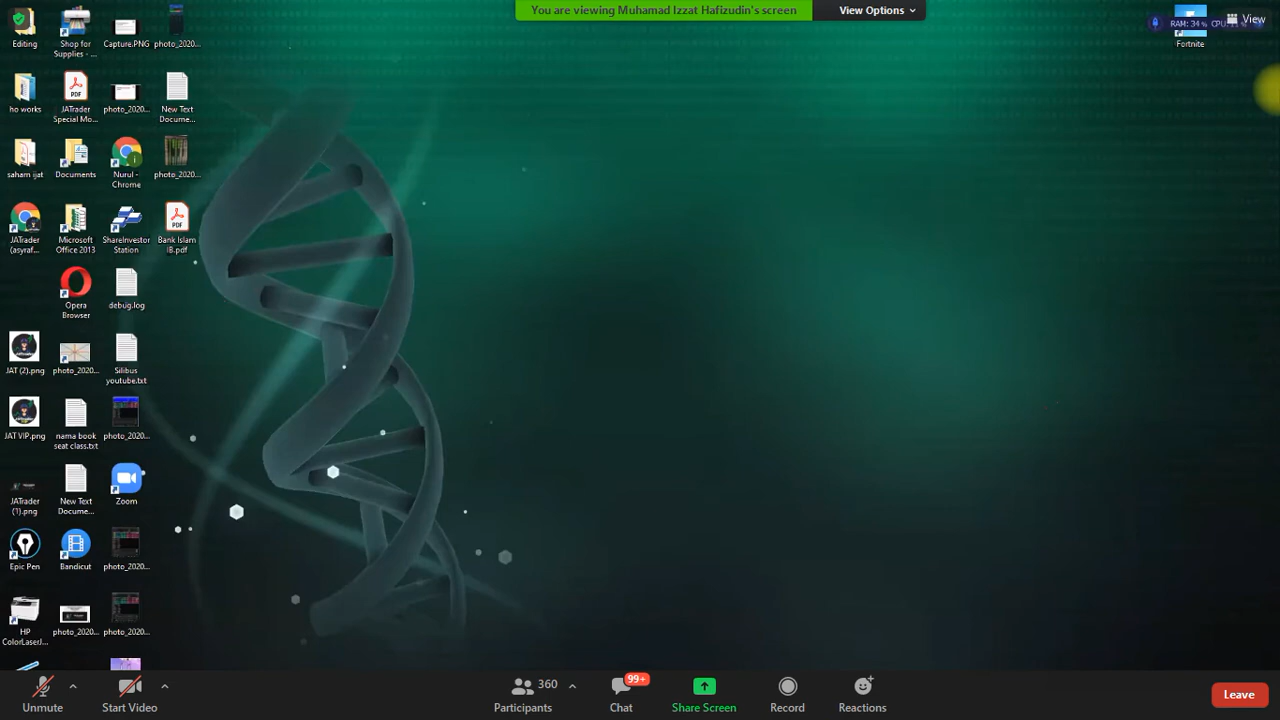 You are viewing Muhamad Izzat Hafizudin's screen
View Options
View
RAM: 34 %
Fortnite
Editing
Shop for
Supplies - ...
Capture.PNG
photo_2020...
ho works
JATrader
Special Mo...
photo_2020...
New Text
Docume...
saham ijat
Documents
Nurul -
Chrome
photo_2020...
JATrader
(asyraf...
Microsoft
Office 2013
ShareInvestor
Station
Bank Islam
IB.pdf
Opera
Browser
debug.log
JAT (2).png
photo_2020...
Silibus
youtube.txt
JAT VIP.png
nama book
seat class.txt
photo_2020...
JATrader
(1).png
New Text
Docume...
Zoom
Epic Pen
Bandicut
photo_2020...
HP
ColorLaserJ...
photo_2020...
photo_2020...
Unmute
Start Video
360
Participants
99+
Chat
Share Screen
Record
Reactions
Leave